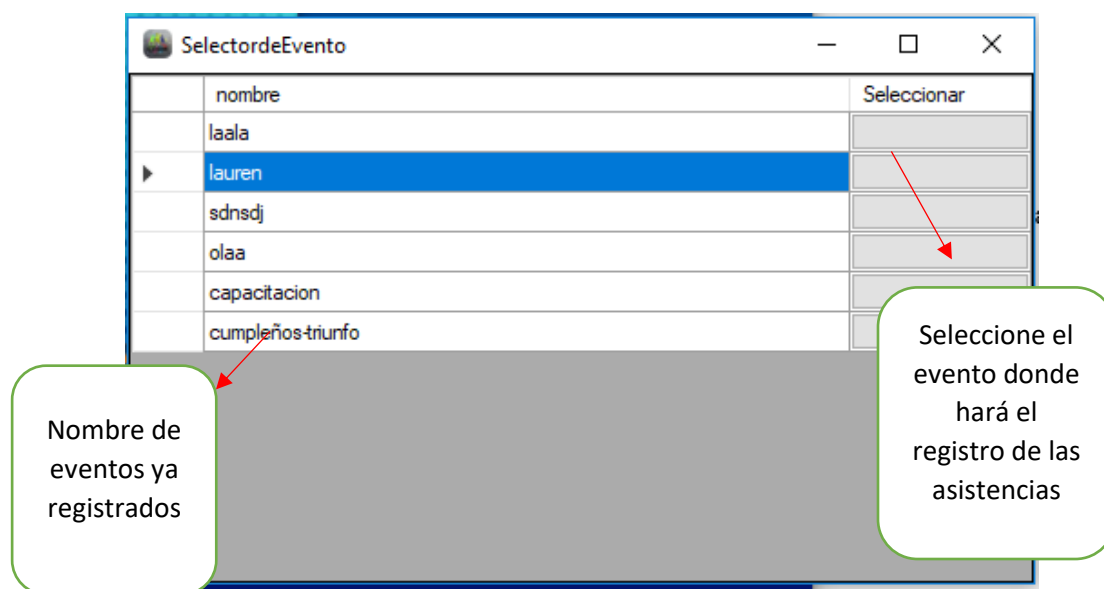 SelectordeEvento
nombre Seleccionar
laala
lauren
sdnsdj
olaa
capacitacion
cumpleños-triunfo
Nombre de
eventos ya
registrados
Seleccione el
evento donde
hará el
registro de las
asistencias